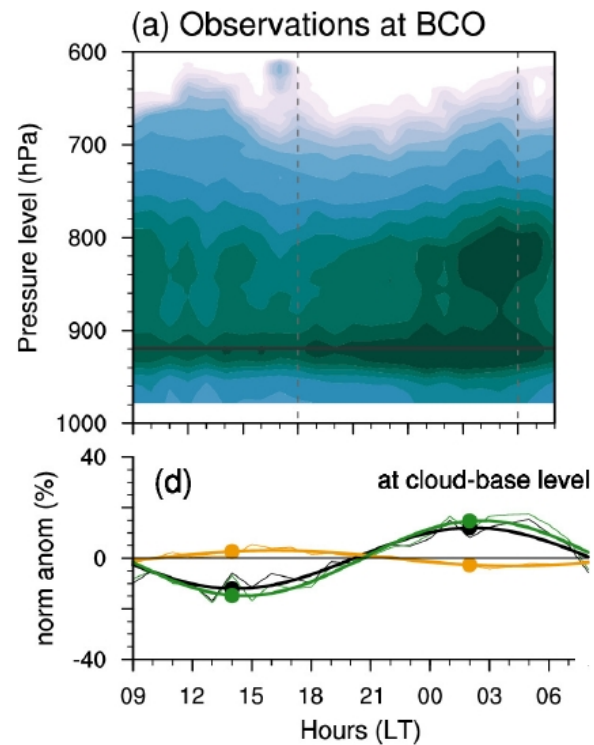 (a) Observations at BCO
600
700
800
900
1000
Pressure level (hPa)
40
0
-40
norm anom (%)
(d)
at cloud-base level
09 12 15 18 21 00 03 06
Hours (LT)